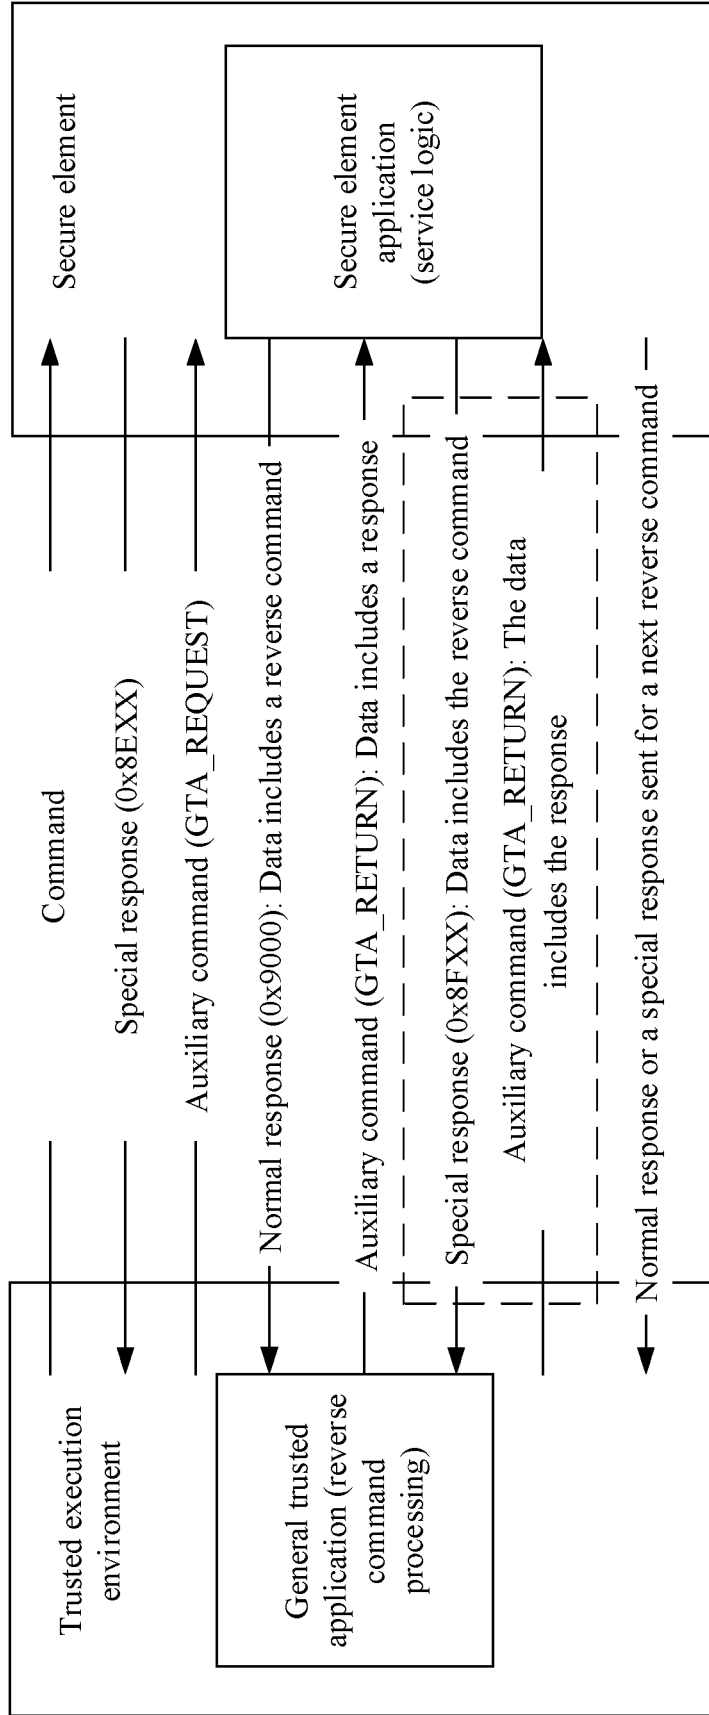 Trusted execution
environment
General trusted
application (reverse
command
processing)
Command
Special response (0x8EXX)
Auxiliary command (GTA_REQUEST)
Normal response (0x9000): Data includes a reverse command
Auxiliary command (GTA_RETURN): Data includes a response
Special response (0x8FXX): Data includes the reverse command
Auxiliary command (GTA_RETURN): The data
includes the response
Normal response or a special response sent for a next reverse command
Secure element
Secure element
application
(service logic)